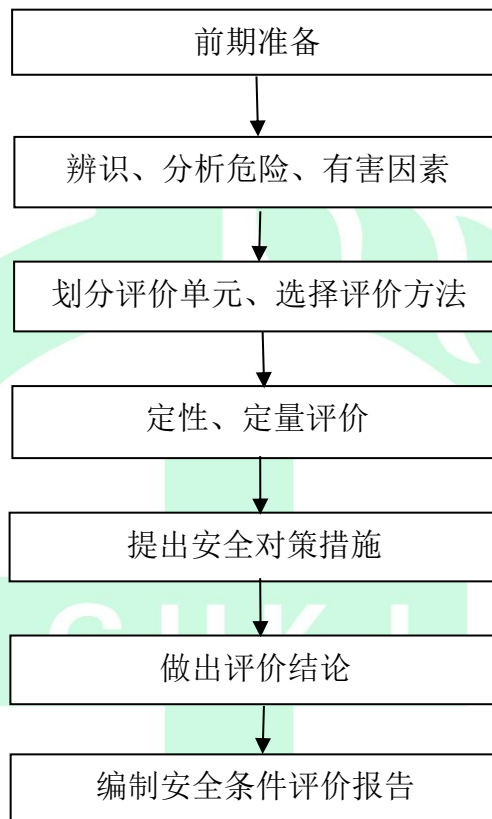 前期准备
辨识、分析危险、有害因素
划分评价单元、选择评价方法
定性、定量评价
提出安全对策措施
做出评价结论
编制安全条件评价报告